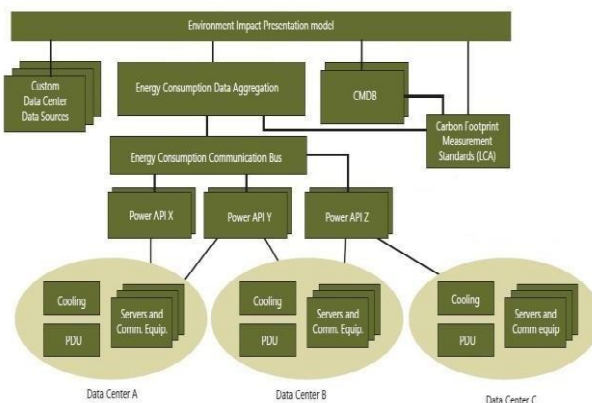 Environment Impact Presentation model
Custom
Data Center
Data Sources
Energy Consumption Data Aggregation
CMDB
Carbon Footprint
Measurement
Standards (LCA)
Energy Consumption Communication Bus
Power API X
Power API Y
Power API Z
Cooling
PDU
Servers and
Comm. Equip.
Cooling
PDU
Servers and
Comm. Equip.
Cooling
PDU
Servers and
Comm equip
Data Center A
Data Center B
Data Center C